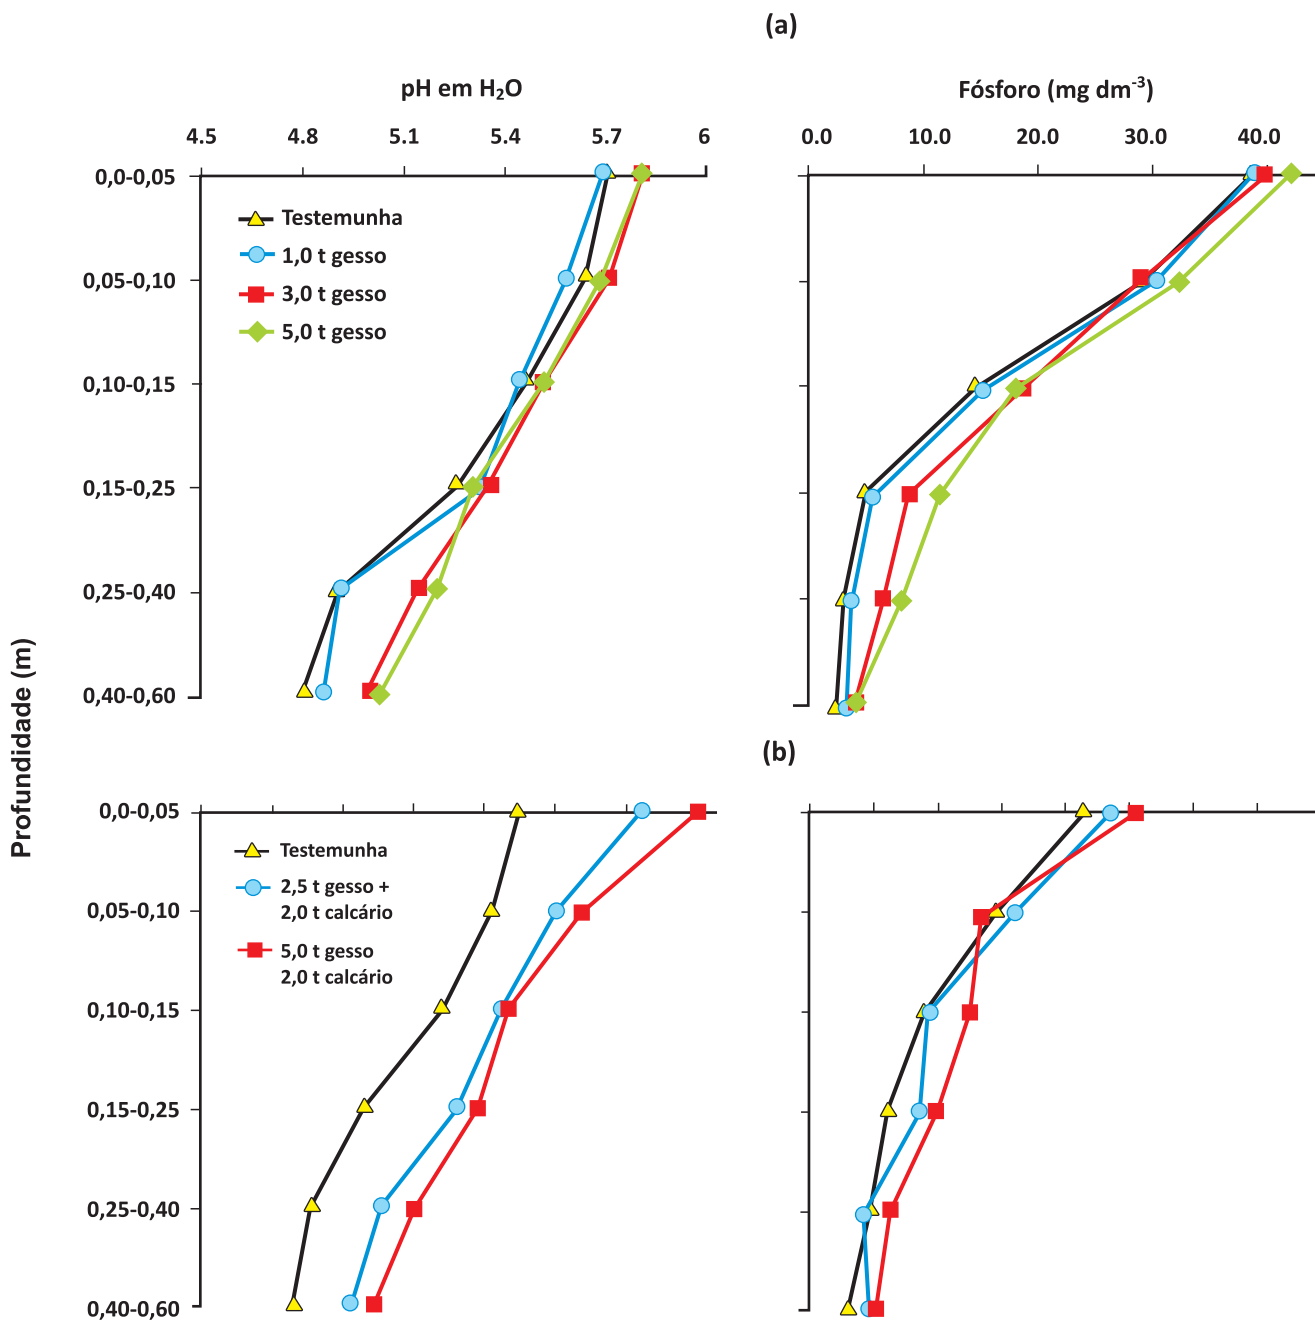 (a)
pH em H₂O
Fósforo (mg dm⁻³)
4.5 4.8 5.1 5.4 5.7 6
0.0 10.0 20.0 30.0 40.0
0,0-0,05
Testemunha
1,0 t gesso
0,05-0,10
3,0 t gesso
5,0 t gesso
0,10-0,15
0,15-0,25
0,25-0,40
0,40-0,60
Profundidade (m)
(b)
0,0-0,05
Testemunha
2,5 t gesso +
2,0 t calcário
0,05-0,10
5,0 t gesso
2,0 t calcário
0,10-0,15
0,15-0,25
0,25-0,40
0,40-0,60